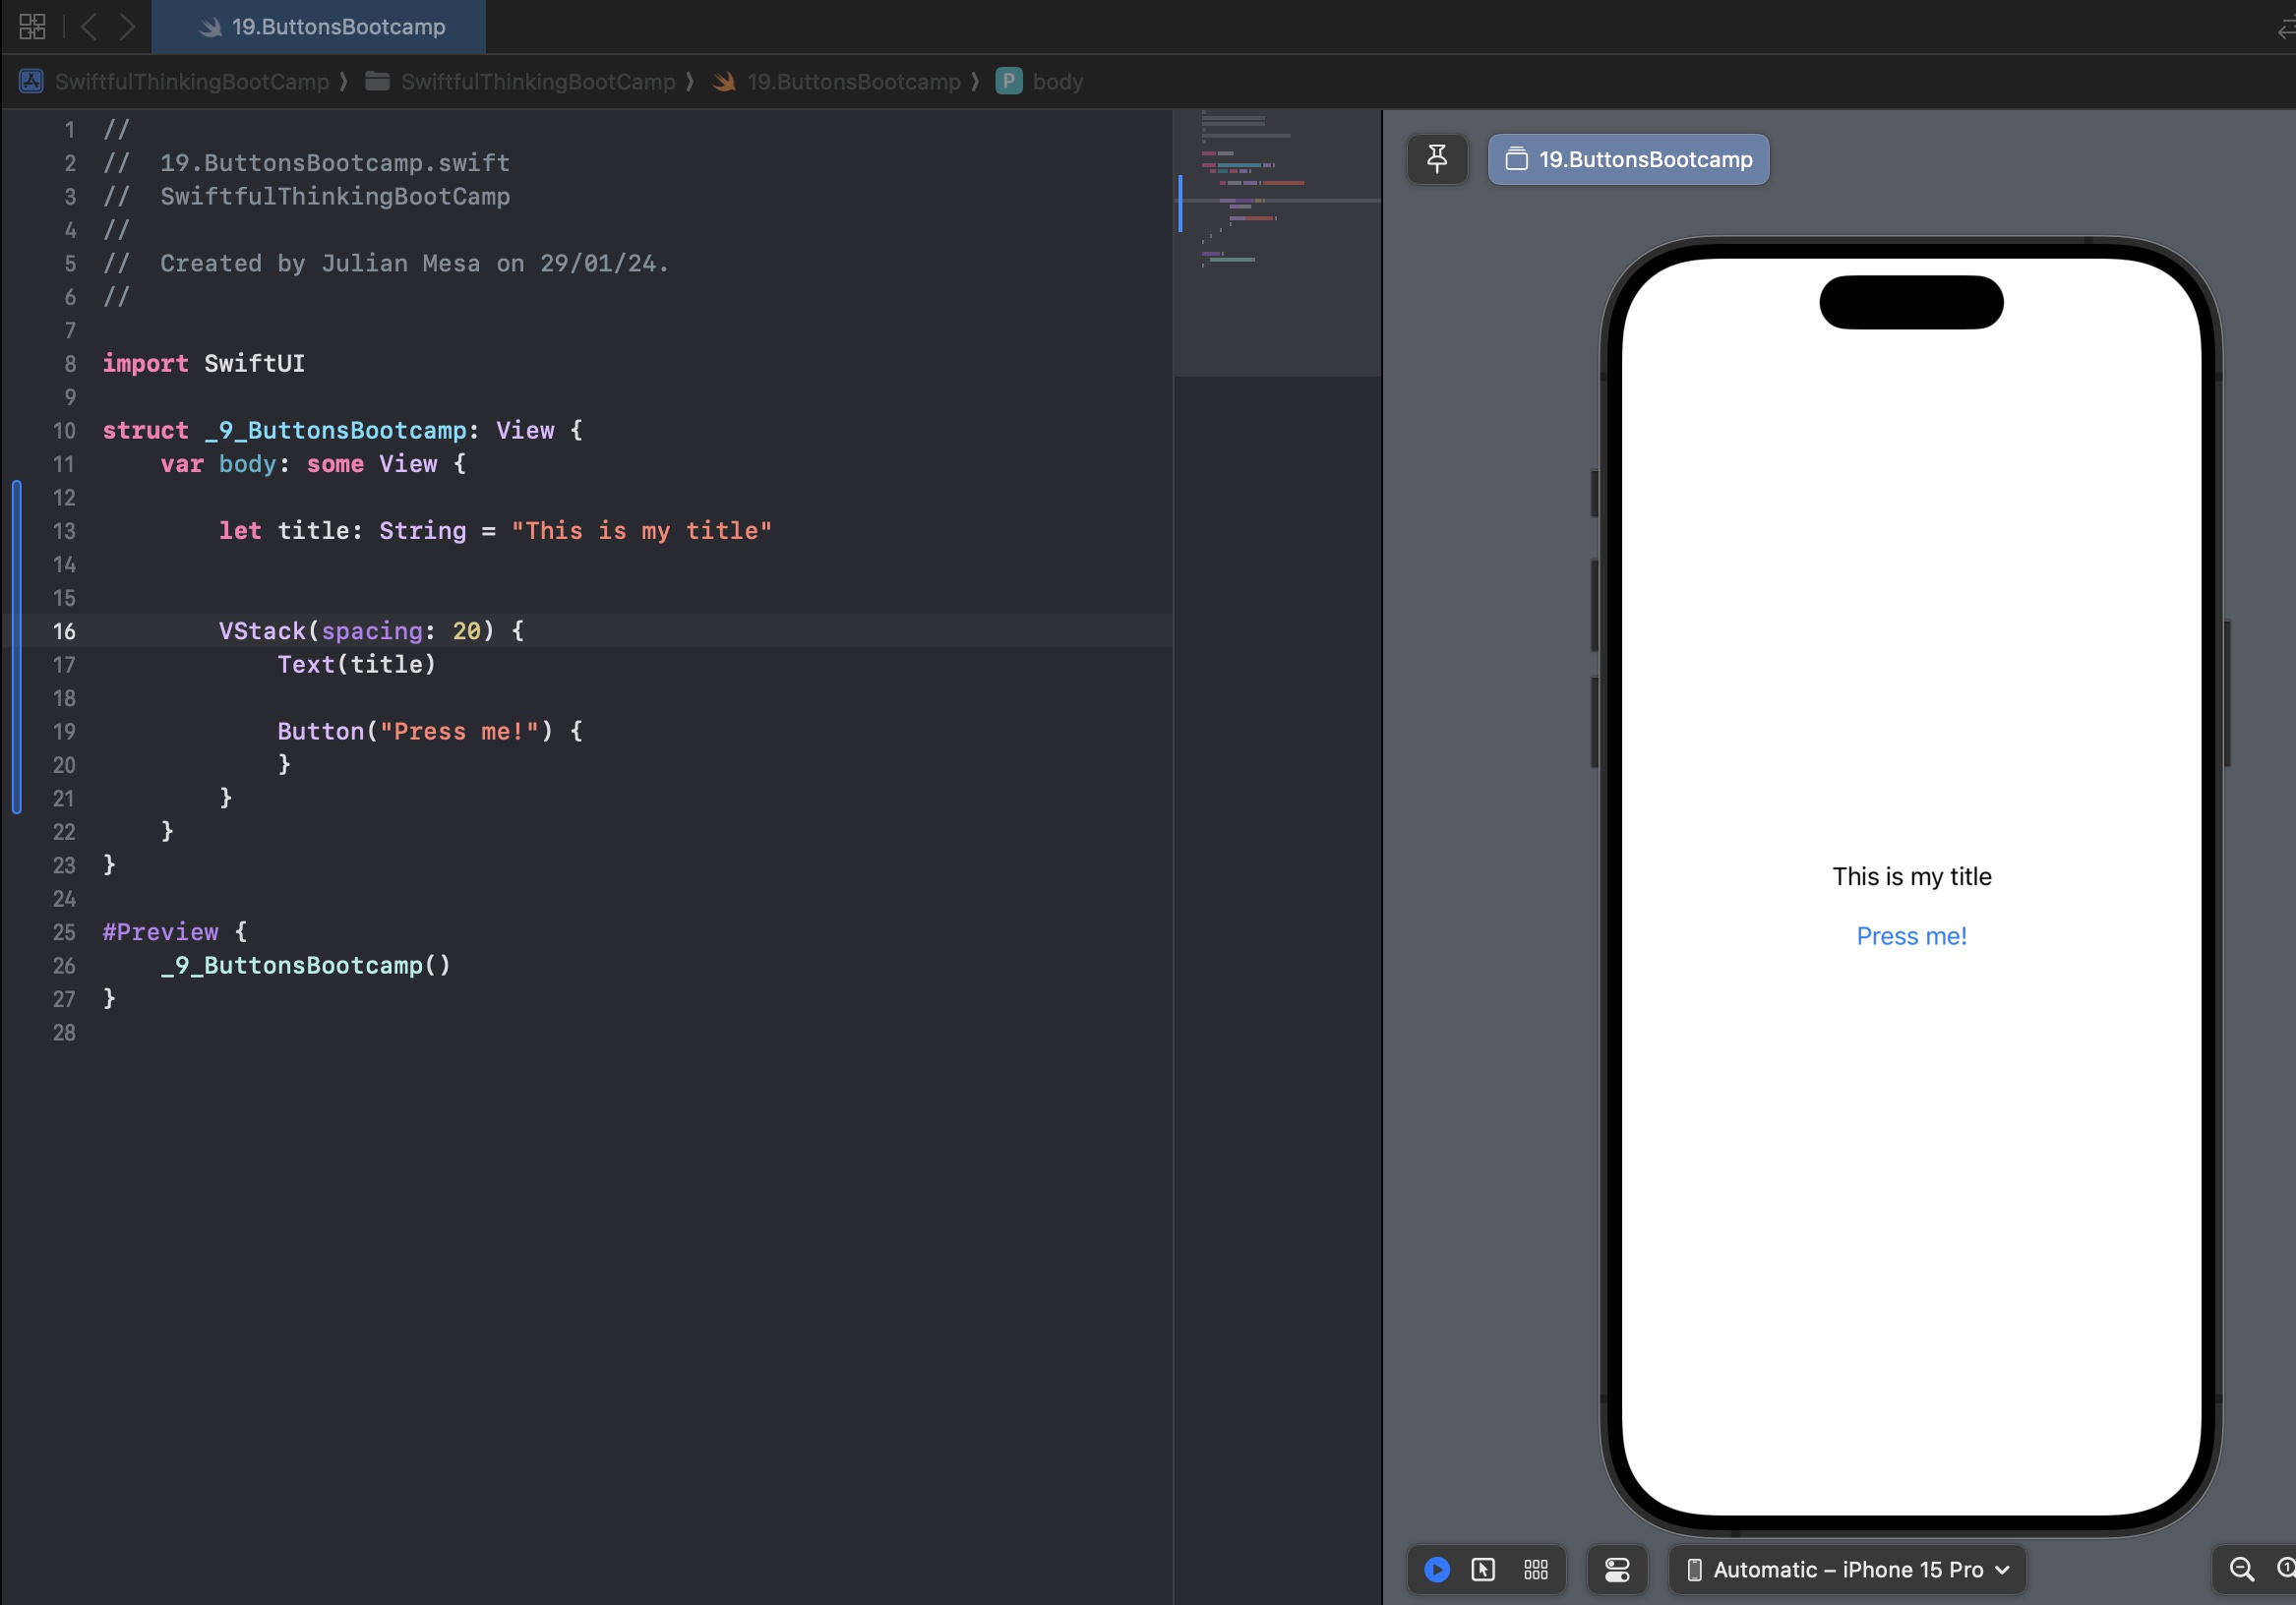 19.ButtonsBootcamp
SwiftfulThinkingBootCamp ⟩ SwiftfulThinkingBootCamp ⟩ 19.ButtonsBootcamp ⟩ P body
1 //
2 //  19.ButtonsBootcamp.swift
3 //  SwiftfulThinkingBootCamp
4 //
5 //  Created by Julian Mesa on 29/01/24.
6 //
7
8 import SwiftUI
9
10 struct _9_ButtonsBootcamp: View {
11     var body: some View {
12
13         let title: String = "This is my title"
14
15
16         VStack(spacing: 20) {
17             Text(title)
18
19             Button("Press me!") {
20             }
21         }
22     }
23 }
24
25 #Preview {
26     _9_ButtonsBootcamp()
27 }
28
19.ButtonsBootcamp
This is my title
Press me!
Automatic – iPhone 15 Pro